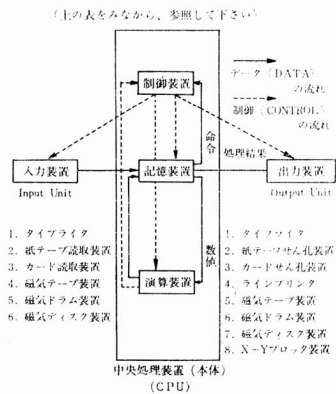 (上の表をみなから、参照して下さい)
制御装置
データ(DATA)
の流れ
制御(CONTROL)
の流れ
命令
処理結果
入力装置
記憶装置
出力装置
Input Unit
Output Unit
数値
演算装置
1. タイプライタ
2. 紙テープ読取装置
3. カード読取装置
4. 磁気テープ装置
5. 磁気ドラム装置
6. 磁気ディスク装置
1. タイプライタ
2. 紙テープせん孔装置
3. カードせん孔装置
4. ラインプリンタ
5. 磁気テープ装置
6. 磁気ドラム装置
7. 磁気ディスク装置
8. X-Yプロッタ装置
中央処理装置(本体)
(CPU)